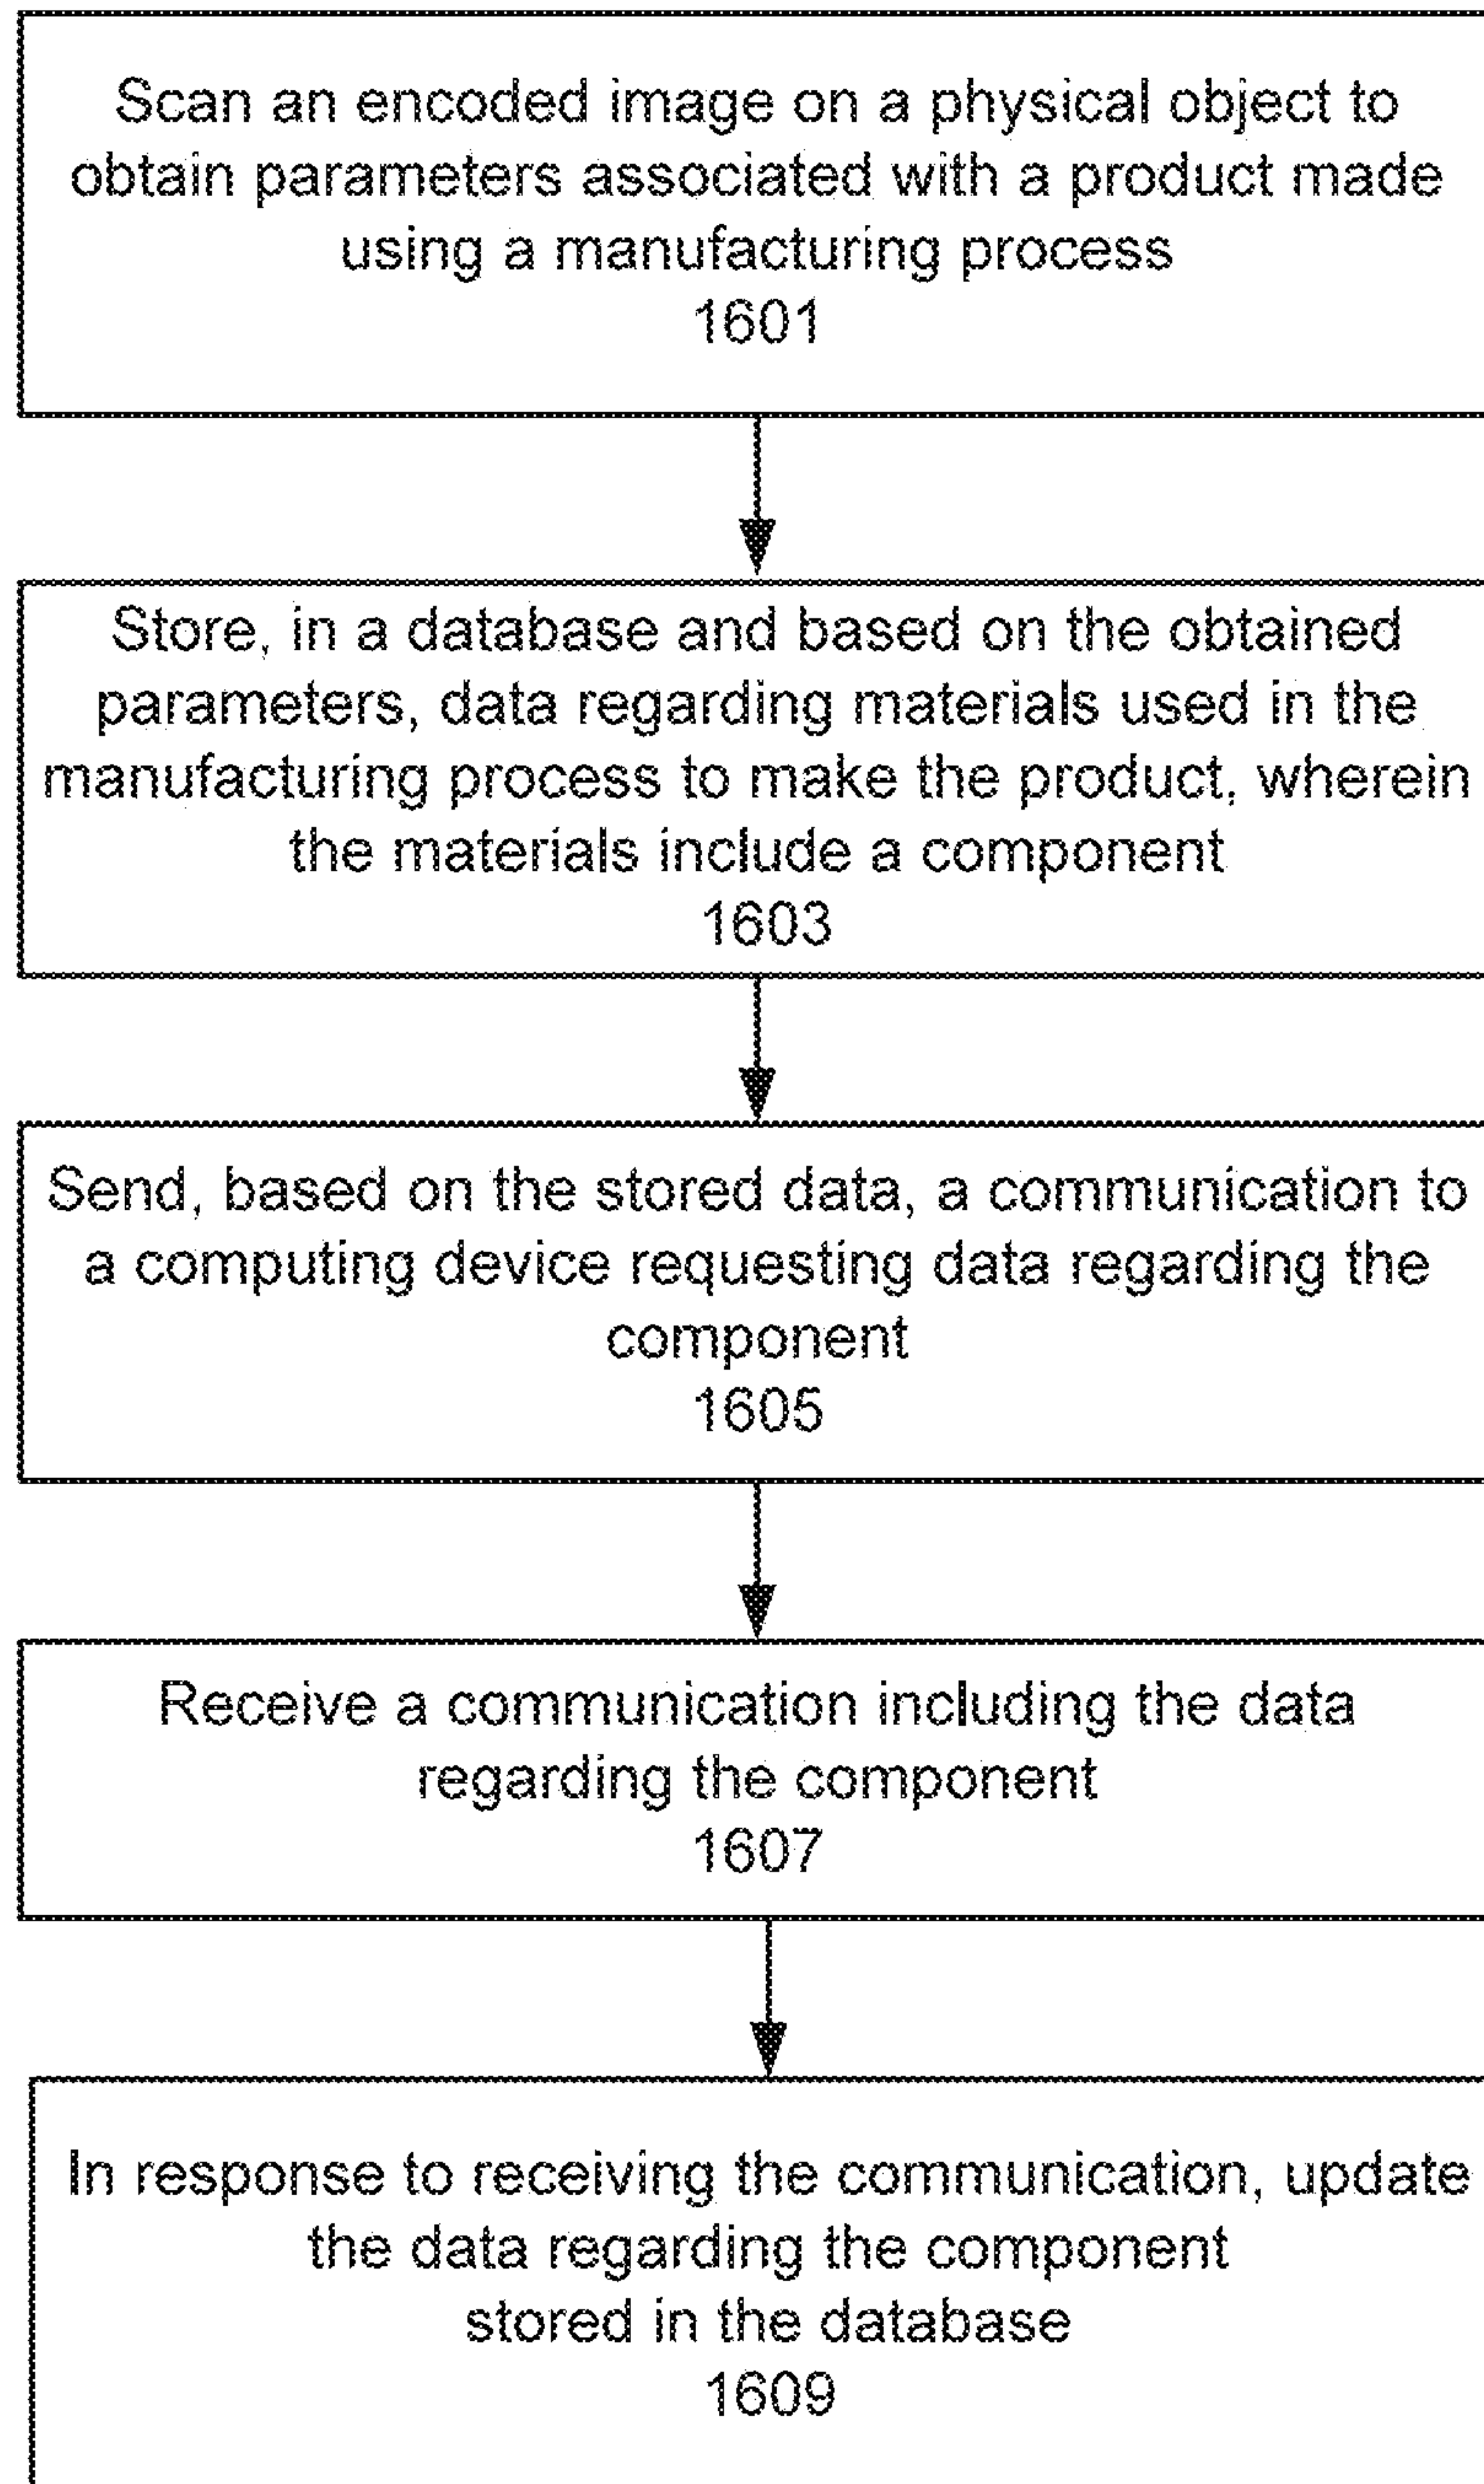 Scan an encoded image on a physical object to
obtain parameters associated with a product made
using a manufacturing process
1601
Store, in a database and based on the obtained
parameters, data regarding materials used in the
manufacturing process to make the product, wherein
the materials include a component
1603
Send, based on the stored data, a communication to
a computing device requesting data regarding the
component
1605
Receive a communication including the data
regarding the component
1607
In response to receiving the communication, update
the data regarding the component
stored in the database
1609